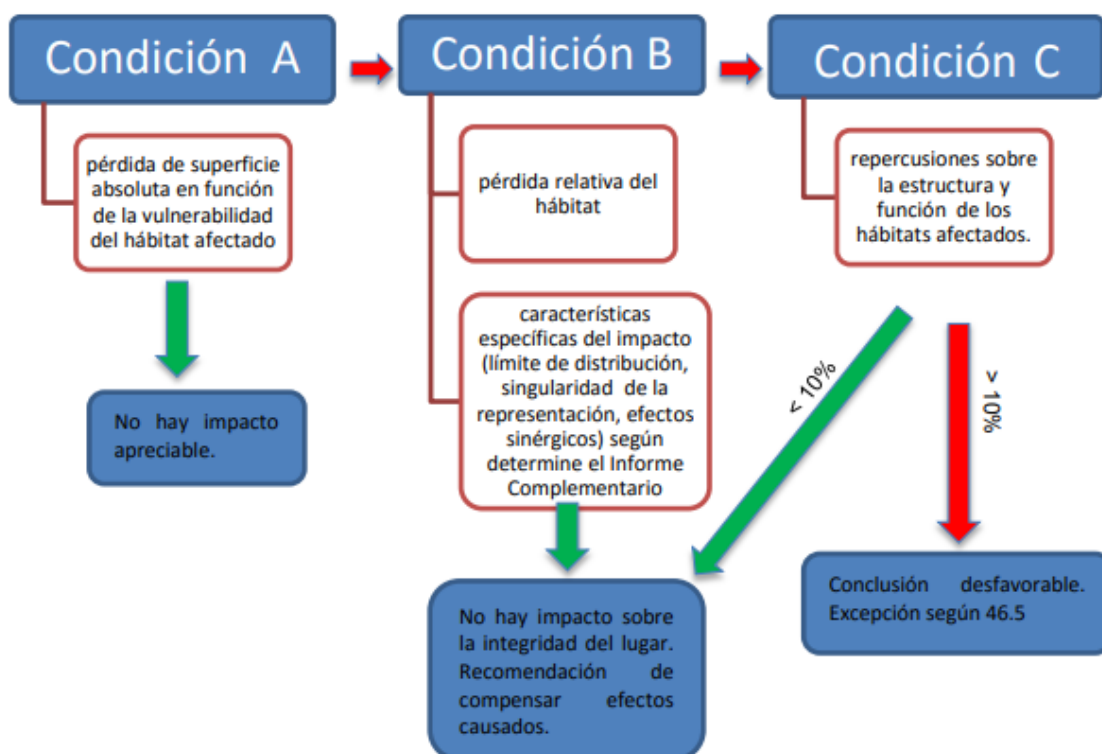 Condición A
Condición B
Condición C
pérdida de superficie
absoluta en función
de la vulnerabilidad
del hábitat afectado
pérdida relativa del
hábitat
repercusiones sobre
la estructura y
función de los
hábitats afectados.
características
específicas del impacto
(límite de distribución,
singularidad de la
representación, efectos
sinérgicos) según
determine el Informe
Complementario
< 10%
> 10%
No hay impacto
apreciable.
No hay impacto sobre
la integridad del lugar.
Recomendación de
compensar efectos
causados.
Conclusión desfavorable.
Excepción según 46.5